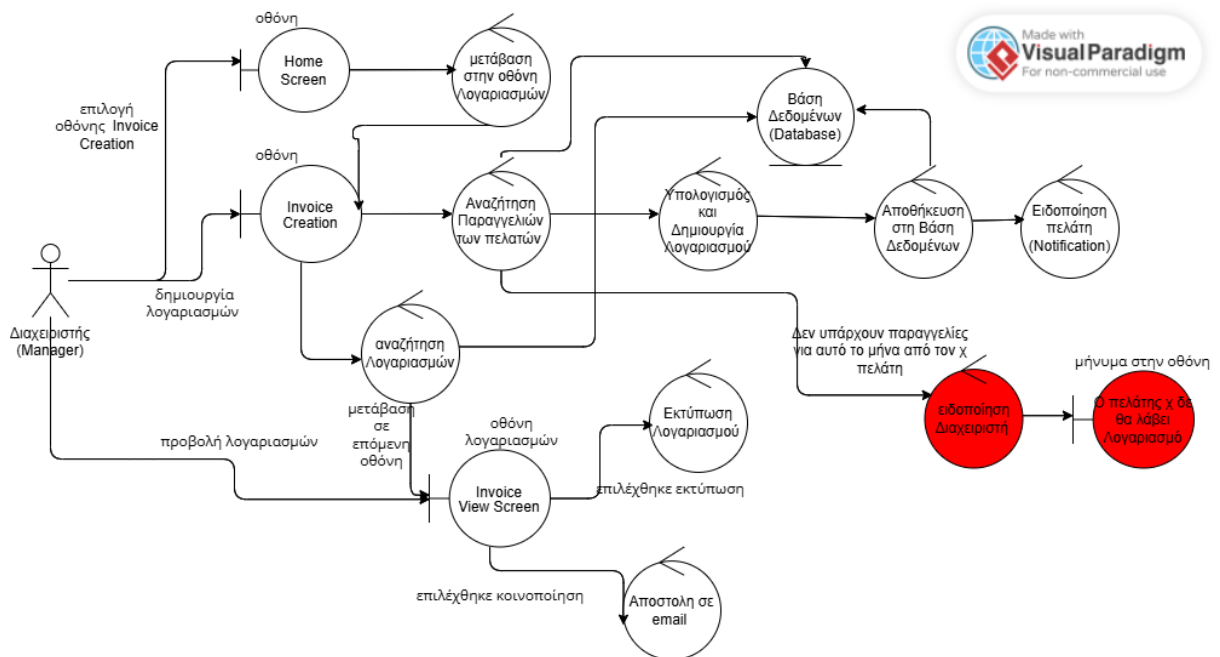 οθόνη
Home
Screen
μετάβαση
στην οθόνη
Λογαριασμών
Made with
Visual Paradigm
For non-commercial use
επιλογή
οθόνης Invoice
Creation
Βάση
Δεδομένων
(Database)
οθόνη
Invoice
Creation
Αναζήτηση
Παραγγελιών
των πελατών
Υπολογισμός
και
Δημιουργία
Λογαριασμού
Αποθήκευση
στη Βάση
Δεδομένων
Ειδοποίηση
πελάτη
(Notification)
δημιουργία
λογαριασμών
Διαχειριστής
(Manager)
αναζήτηση
Λογαριασμών
Δεν υπάρχουν παραγγελίες
για αυτό το μήνα από τον χ
πελάτη
μήνυμα στην οθόνη
ειδοποίηση
Διαχειριστή
Ο πελάτης χ δε
θα λάβει
Λογαριασμό
μετάβαση
σε
επόμενη
οθόνη
προβολή λογαριασμών
οθόνη
λογαριασμών
Invoice
View Screen
Εκτύπωση
Λογαριασμού
επιλέχθηκε εκτύπωση
επιλέχθηκε κοινοποίηση
Αποστολη σε
email